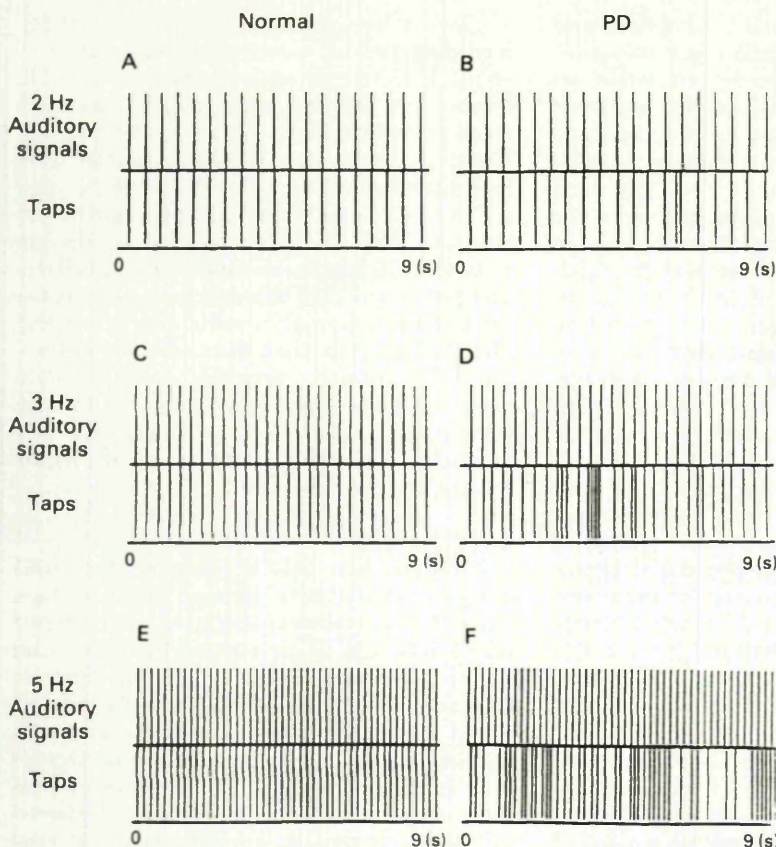 Normal PD
A B
2 Hz
Auditory
signals
Taps
0 9 (s) 0 9 (s)
C D
3 Hz
Auditory
signals
Taps
0 9 (s) 0 9 (s)
E F
5 Hz
Auditory
signals
Taps
0 9 (s) 0 9 (s)